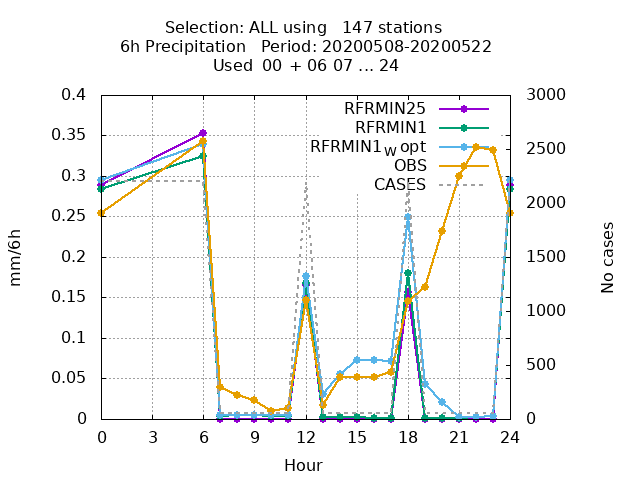 Selection: ALL using 147 stations
6h Precipitation Period: 20200508-20200522
Used 00 + 06 07 ... 24
0.4
0.35
0.3
0.25
0.2
0.15
0.1
0.05
0
mm/6h
RFRMIN25
RFRMIN1
RFRMIN1w opt
OBS
CASES
3000
2500
2000
1500
1000
500
0
No cases
0 3 6 9 12 15 18 21 24
Hour